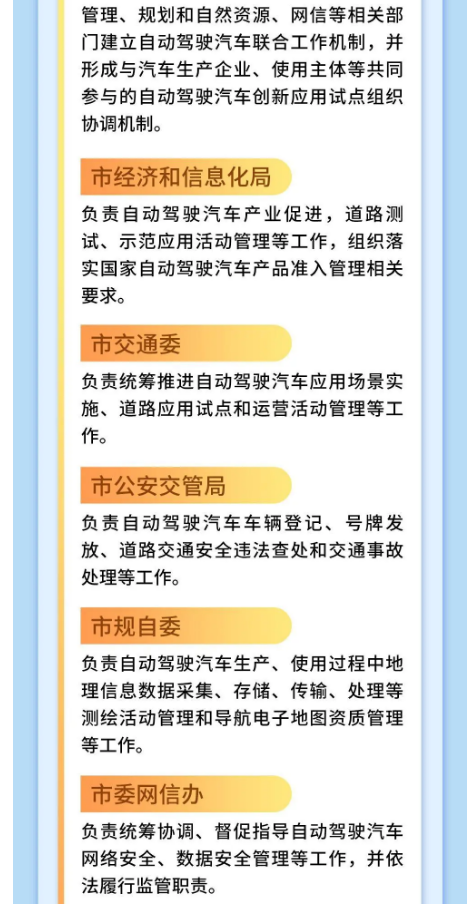 管理、规划和自然资源、网信等相关部
门建立自动驾驶汽车联合工作机制，并
形成与汽车生产企业、使用主体等共同
参与的自动驾驶汽车创新应用试点组织
协调机制。
市经济和信息化局
负责自动驾驶汽车产业促进，道路测
试、示范应用活动管理等工作，组织落
实国家自动驾驶汽车产品准入管理相关
要求。
市交通委
负责统筹推进自动驾驶汽车应用场景实
施、道路应用试点和运营活动管理等工
作。
市公安交管局
负责自动驾驶汽车车辆登记、号牌发
放、道路交通安全违法查处和交通事故
处理等工作。
市规自委
负责自动驾驶汽车生产、使用过程中地
理信息数据采集、存储、传输、处理等
测绘活动管理和导航电子地图资质管理
等工作。
市委网信办
负责统筹协调、督促指导自动驾驶汽车
网络安全、数据安全管理等工作，并依
法履行监管职责。